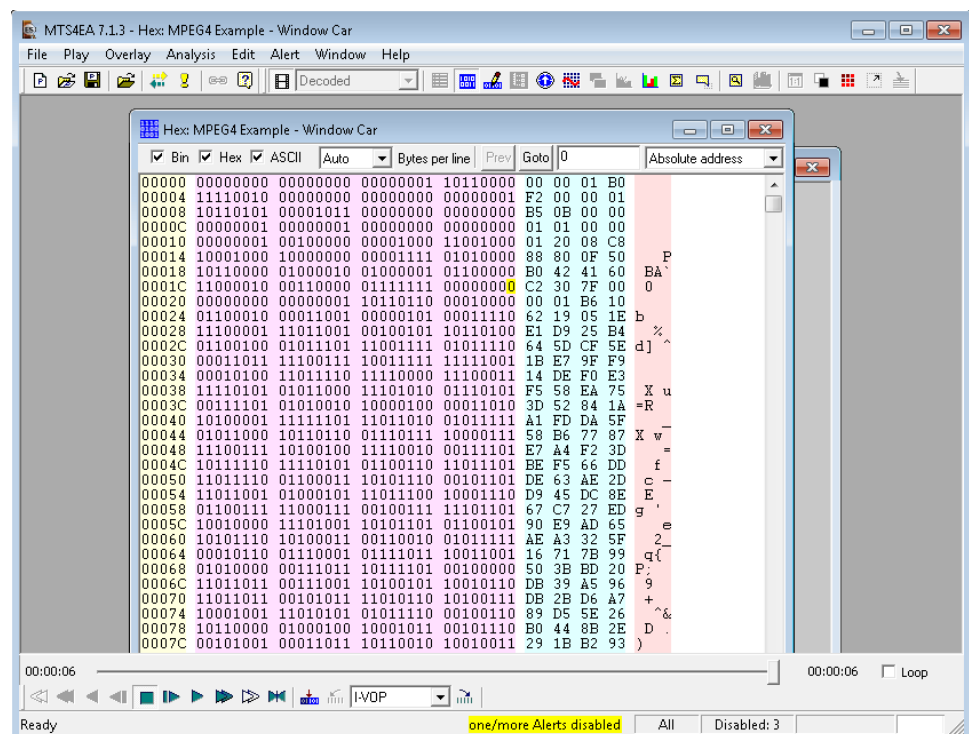 MTS4EA 7.1.3 - Hex: MPEG4 Example - Window Car
File Play Overlay Analysis Edit Alert Window Help
Decoded
Hex: MPEG4 Example - Window Car
Bin Hex ASCII Auto Bytes per line Prev Goto 0 Absolute address
00000 00000000 00000000 00000001 10110000 00 00 01 B0
00004 11110010 00000000 00000000 00000001 F2 00 00 01
00008 10110101 00001011 00000000 00000000 B5 0B 00 00
0000C 00000001 00000001 00000000 00000000 01 01 00 00
00010 00000001 00100000 00001000 11001000 01 20 08 C8
00014 10001000 10000000 00001111 01010000 88 80 0F 50 P
00018 10110000 01000010 01000001 01100000 B0 42 41 60 BA`
0001C 11000010 00110000 01111111 00000000 C2 30 7F 00 0
00020 00000000 00000001 10110110 00010000 00 01 B6 10
00024 01100010 00011001 00000101 00011110 62 19 05 1E b
00028 11100001 11011001 00100101 10110100 E1 D9 25 B4 %
0002C 01100100 01011101 11001111 01011110 64 5D CF 5E d] ^
00030 00011011 11100111 10011111 11111001 1B E7 9F F9
00034 00010100 11011110 11110000 11100011 14 DE F0 E3
00038 11110101 01011000 11101010 01110101 F5 58 EA 75 X u
0003C 00111101 01010010 10000100 00011010 3D 52 84 1A =R
00040 10100001 11111101 11011010 01011111 A1 FD DA 5F _
00044 01011000 10110110 01110111 10000111 58 B6 77 87 X w
00048 11100111 10100100 11110010 00111101 E7 A4 F2 3D =
0004C 10111110 11110101 01100110 11011101 BE F5 66 DD f
00050 11011110 01100011 10101110 00101101 DE 63 AE 2D c -
00054 11011001 01000101 11011100 10001110 D9 45 DC 8E E
00058 01100111 11000111 00100111 11101101 67 C7 27 ED g '
0005C 10010000 11101001 10101101 01100101 90 E9 AD 65 e
00060 10101110 10100011 00110010 01011111 AE A3 32 5F 2_
00064 00010110 01110001 01111011 10011001 16 71 7B 99 q{
00068 01010000 00111011 10111101 00100000 50 3B BD 20 P;
0006C 11011011 00111001 10100101 10010110 DB 39 A5 96 9
00070 11011011 00101011 11010110 10100111 DB 2B D6 A7 +
00074 10001001 11010101 01011110 00100110 89 D5 5E 26 ^&
00078 10110000 01000100 10001011 00101110 B0 44 8B 2E D .
0007C 00101001 00011011 10110010 10010011 29 1B B2 93 )
00:00:06 00:00:06 Loop
I-VOP
Ready one/more Alerts disabled All Disabled: 3